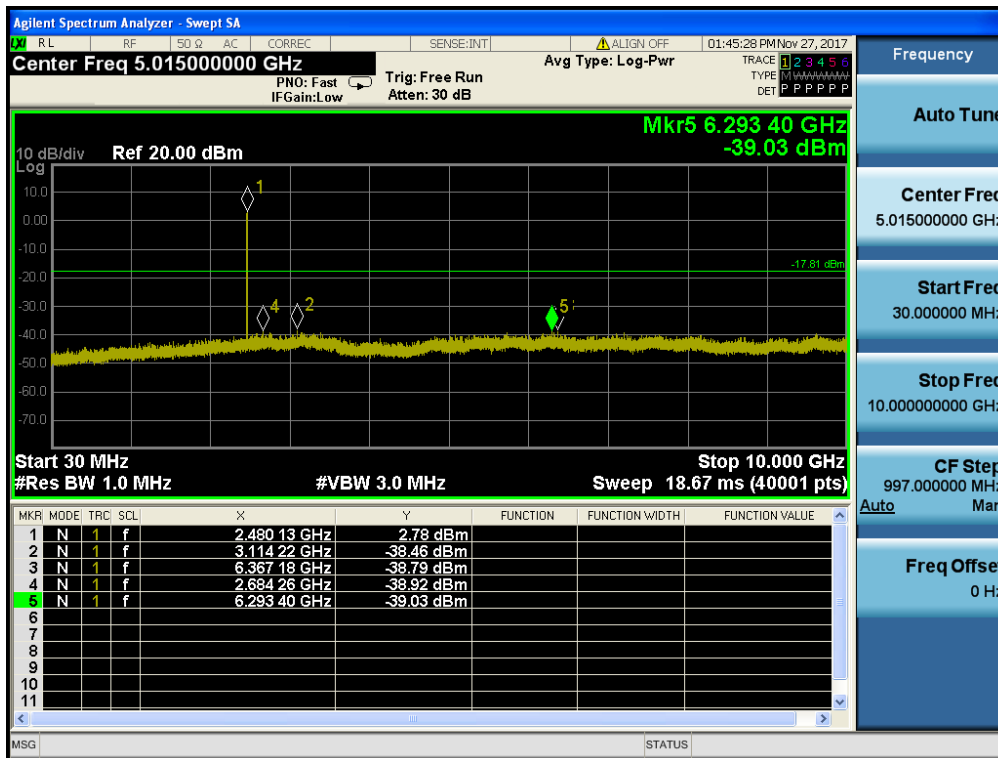 Agilent Spectrum Analyzer - Swept SA
LXI RL RF 50 Ω AC CORREC SENSE:INT ALIGN OFF 01:45:28 PM Nov 27, 2017
Center Freq 5.015000000 GHz Avg Type: Log-Pwr TRACE 1 2 3 4 5 6
PNO: Fast Trig: Free Run TYPE M
IFGain:Low Atten: 30 dB DET P P P P P P
Mkr5 6.293 40 GHz
10 dB/div Ref 20.00 dBm -39.03 dBm
Log
10.0
0.00
-10.0
-20.0
-30.0
-40.0
-50.0
-60.0
-70.0
1
-17.81 dBm
4 2 5
Start 30 MHz Stop 10.000 GHz
#Res BW 1.0 MHz #VBW 3.0 MHz Sweep 18.67 ms (40001 pts)
MKR MODE TRC SCL X Y FUNCTION FUNCTION WIDTH FUNCTION VALUE
1 N 1 f 2.480 13 GHz 2.78 dBm
2 N 1 f 3.114 22 GHz -38.46 dBm
3 N 1 f 6.367 18 GHz -38.79 dBm
4 N 1 f 2.684 26 GHz -38.92 dBm
5 N 1 f 6.293 40 GHz -39.03 dBm
6
7
8
9
10
11
MSG STATUS
Frequency
Auto Tune
Center Freq
5.015000000 GHz
Start Freq
30.000000 MHz
Stop Freq
10.000000000 GHz
CF Step
997.000000 MHz
Auto Man
Freq Offset
0 Hz